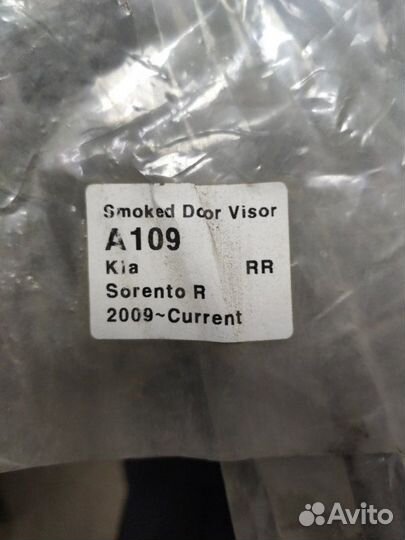 Smoked Door Visor
A109
Kia RR
Sorento R
2009~Current
Avito